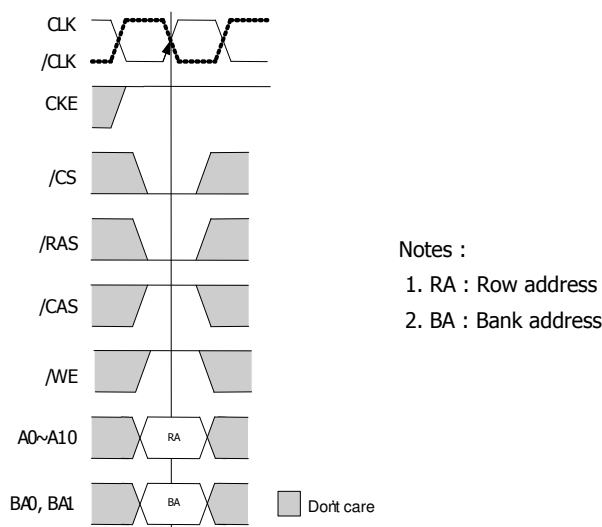 CLK
/CLK
CKE
/CS
/RAS
/CAS
/WE
A0~A10
RA
BA0, BA1
BA
Don't care
Notes :
1. RA : Row address
2. BA : Bank address